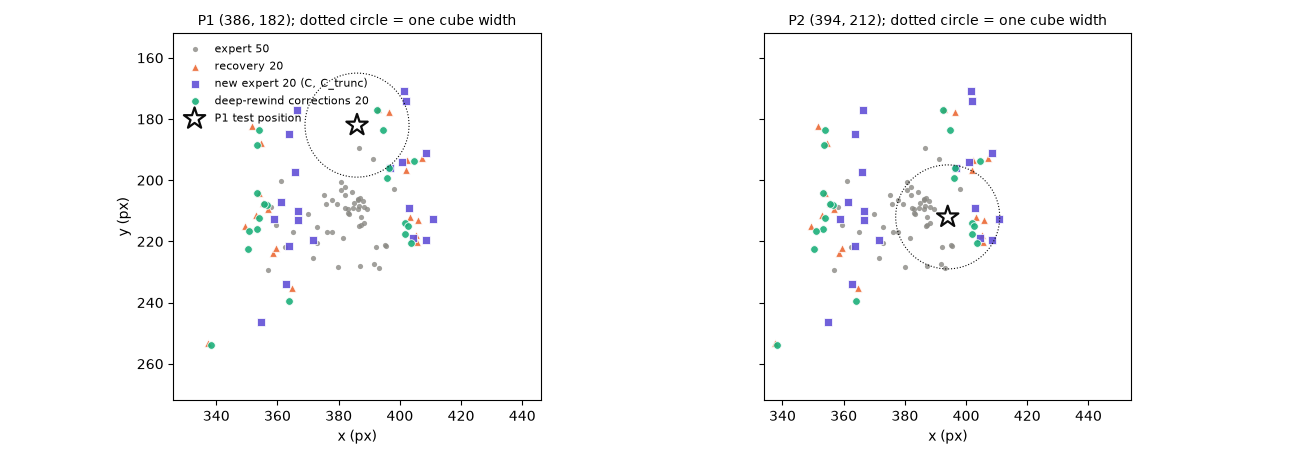 P1 (386, 182); dotted circle = one cube width
expert 50
recovery 20
new expert 20 (C, C_trunc)
deep-rewind corrections 20
P1 test position
160
180
200
220
240
260
y (px)
340
360
380
400
420
440
x (px)
P2 (394, 212); dotted circle = one cube width
340
360
380
400
420
440
x (px)